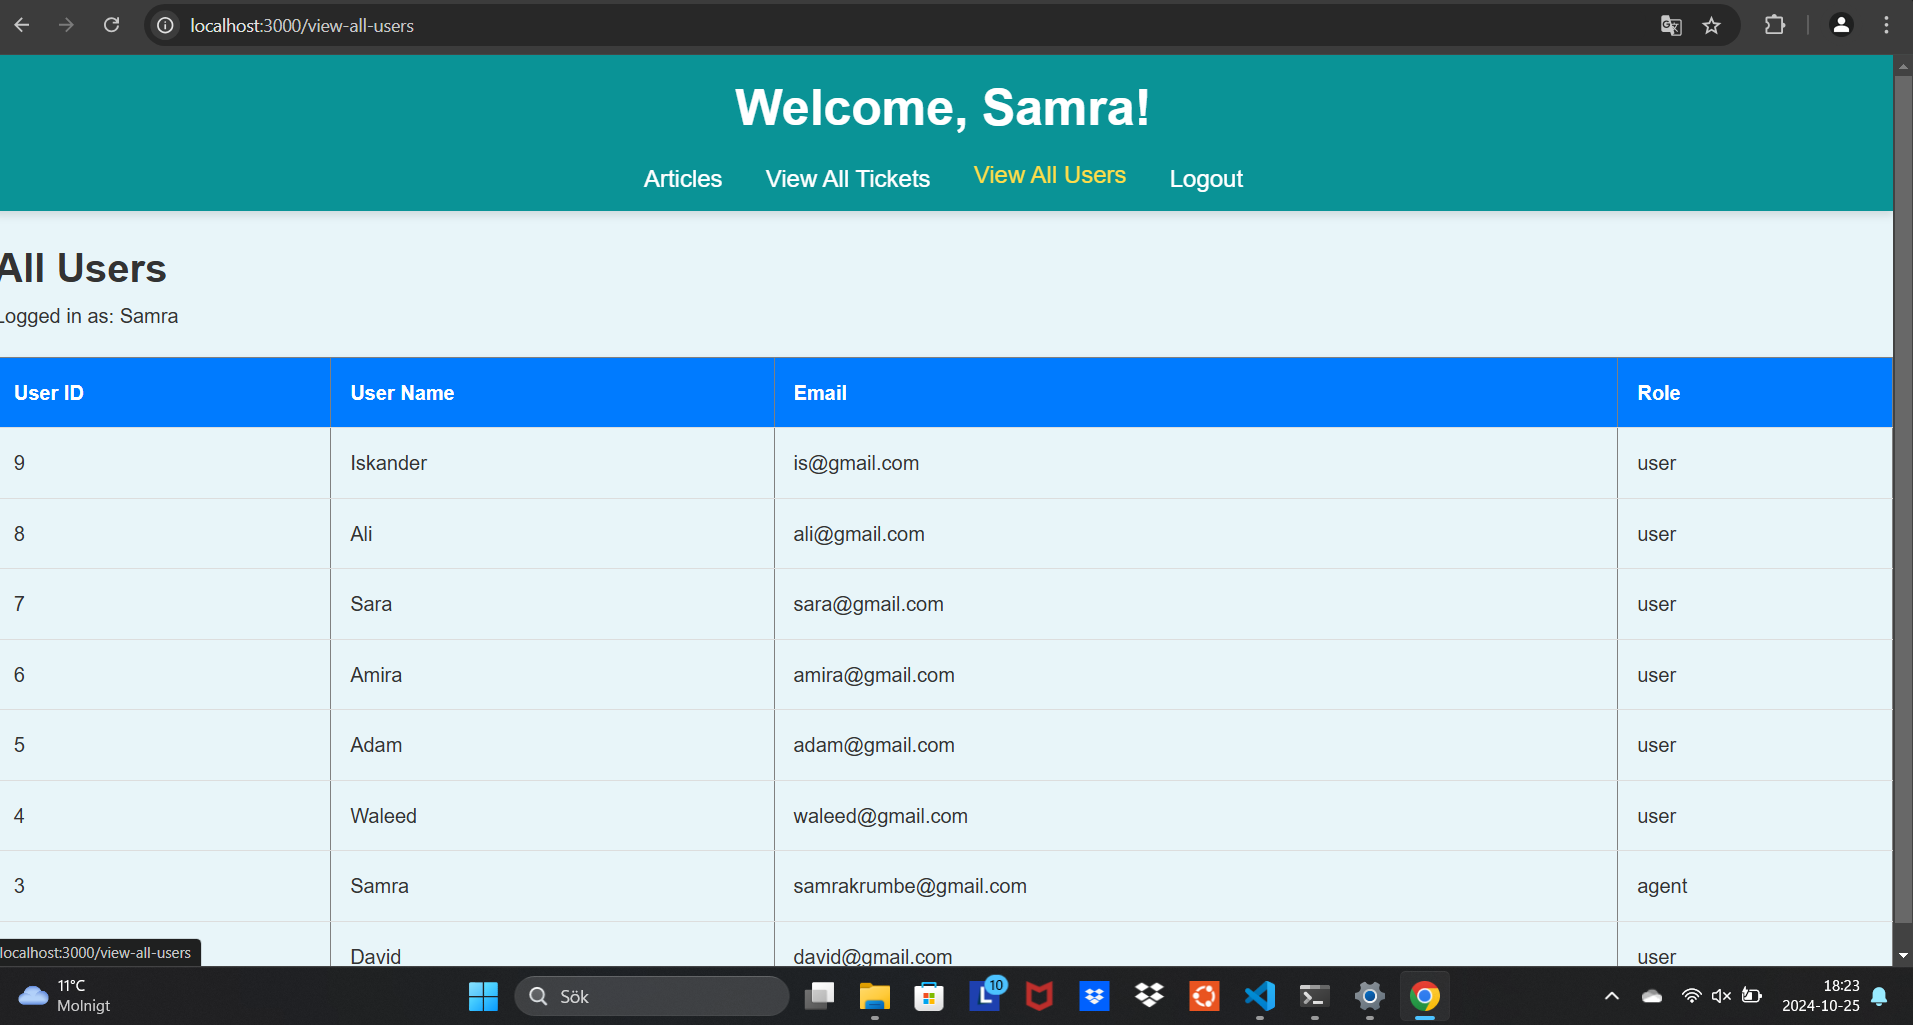 localhost:3000/view-all-users
Welcome, Samra!
Articles View All Tickets View All Users Logout
All Users
Logged in as: Samra
User ID User Name Email Role
9 Iskander is@gmail.com user
8 Ali ali@gmail.com user
7 Sara sara@gmail.com user
6 Amira amira@gmail.com user
5 Adam adam@gmail.com user
4 Waleed waleed@gmail.com user
3 Samra samrakrumbe@gmail.com agent
David david@gmail.com user
localhost:3000/view-all-users
11°C
Molnigt
Sök
L 10
18:23
2024-10-25